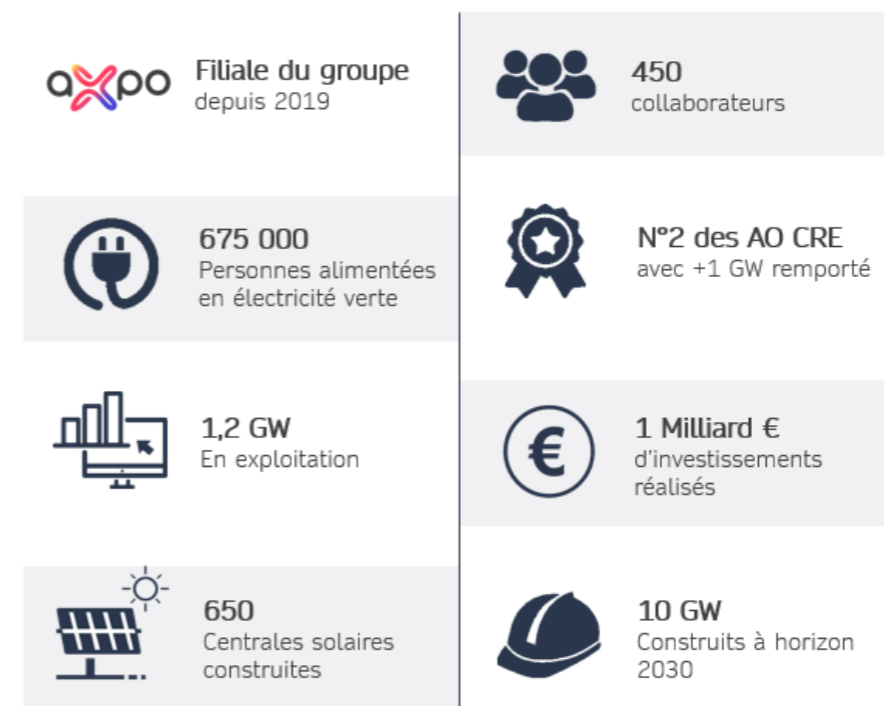 axpo
Filiale du groupe
depuis 2019
675 000
Personnes alimentées
en électricité verte
1,2 GW
En exploitation
650
Centrales solaires
construites
450
collaborateurs
N°2 des AO CRE
avec +1 GW remporté
€
1 Milliard €
d'investissements
réalisés
10 GW
Construits à horizon
2030